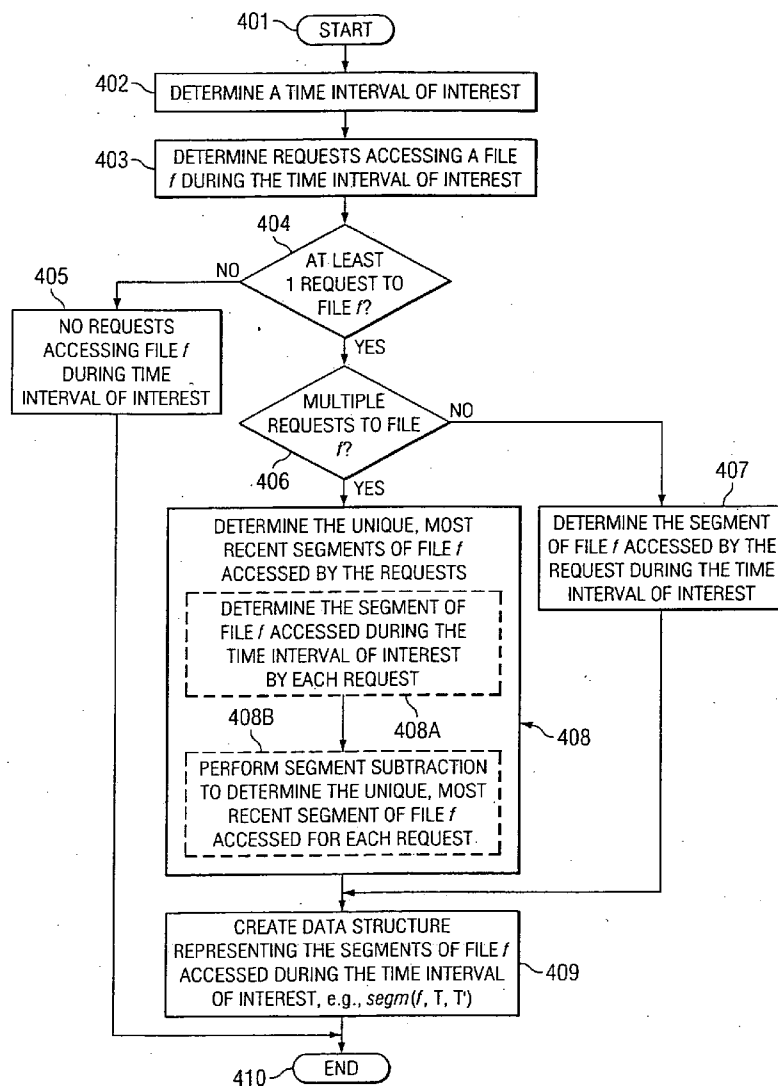 401
START
402
DETERMINE A TIME INTERVAL OF INTEREST
403
DETERMINE REQUESTS ACCESSING A FILE
f DURING THE TIME INTERVAL OF INTEREST
404
AT LEAST
1 REQUEST TO
FILE f?
NO
YES
405
NO REQUESTS
ACCESSING FILE f
DURING TIME
INTERVAL OF INTEREST
MULTIPLE
REQUESTS TO FILE
f?
NO
406
YES
407
DETERMINE THE SEGMENT
OF FILE f ACCESSED BY THE
REQUEST DURING THE TIME
INTERVAL OF INTEREST
DETERMINE THE UNIQUE, MOST
RECENT SEGMENTS OF FILE f
ACCESSED BY THE REQUESTS
DETERMINE THE SEGMENT OF
FILE f ACCESSED DURING THE
TIME INTERVAL OF INTEREST
BY EACH REQUEST
408A
408B
408
PERFORM SEGMENT SUBTRACTION
TO DETERMINE THE UNIQUE, MOST
RECENT SEGMENT OF FILE f
ACCESSED FOR EACH REQUEST.
CREATE DATA STRUCTURE
REPRESENTING THE SEGMENTS OF FILE f
ACCESSED DURING THE TIME INTERVAL
OF INTEREST, e.g., segm(f, T, T')
409
410
END